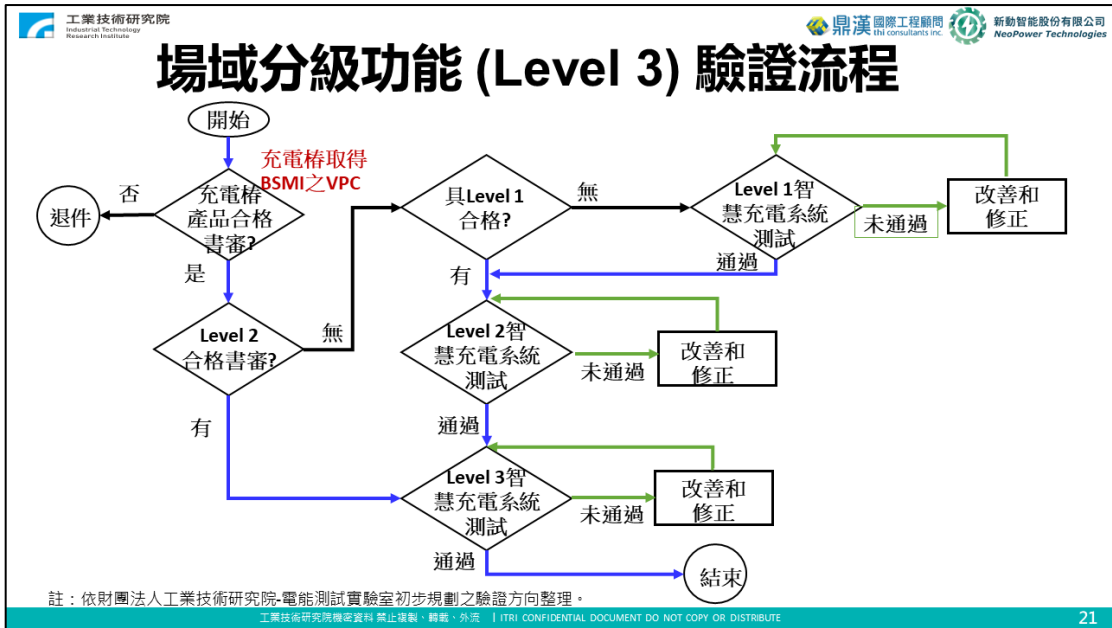 工業技術研究院
Industrial Technology
Research Institute
鼎漢國際工程顧問
thi consultants inc.
新動智能股份有限公司
NeoPower Technologies
場域分級功能 (Level 3) 驗證流程
開始
充電樁取得
BSMI之VPC
否
退件
充電樁
產品合格
書審?
是
具Level 1
合格?
無
Level 1智
慧充電系統
測試
未通過
改善和
修正
通過
有
Level 2
合格書審?
無
Level 2智
慧充電系統
測試
未通過
改善和
修正
有
通過
Level 3智
慧充電系統
測試
未通過
改善和
修正
通過
結束
註：依財團法人工業技術研究院-電能測試實驗室初步規劃之驗證方向整理。
工業技術研究院機密資料 禁止複製、轉載、外流 | ITRI CONFIDENTIAL DOCUMENT DO NOT COPY OR DISTRIBUTE
21